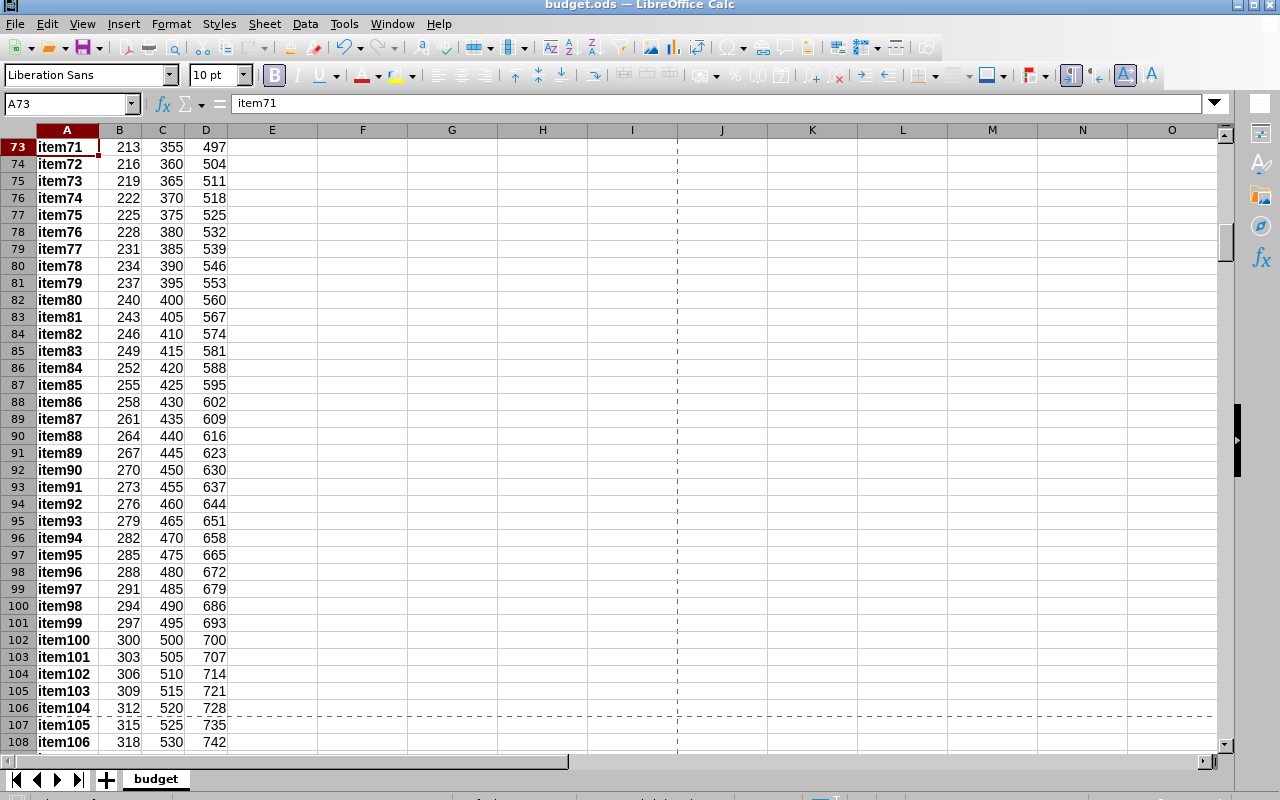 budget.ods — LibreOffice Calc
File Edit View Insert Format Styles Sheet Data Tools Window Help
Liberation Sans 10 pt
A73 item71
A B C D E F G H I J K L M N O
73 item71 213 355 497
74 item72 216 360 504
75 item73 219 365 511
76 item74 222 370 518
77 item75 225 375 525
78 item76 228 380 532
79 item77 231 385 539
80 item78 234 390 546
81 item79 237 395 553
82 item80 240 400 560
83 item81 243 405 567
84 item82 246 410 574
85 item83 249 415 581
86 item84 252 420 588
87 item85 255 425 595
88 item86 258 430 602
89 item87 261 435 609
90 item88 264 440 616
91 item89 267 445 623
92 item90 270 450 630
93 item91 273 455 637
94 item92 276 460 644
95 item93 279 465 651
96 item94 282 470 658
97 item95 285 475 665
98 item96 288 480 672
99 item97 291 485 679
100 item98 294 490 686
101 item99 297 495 693
102 item100 300 500 700
103 item101 303 505 707
104 item102 306 510 714
105 item103 309 515 721
106 item104 312 520 728
107 item105 315 525 735
108 item106 318 530 742
budget